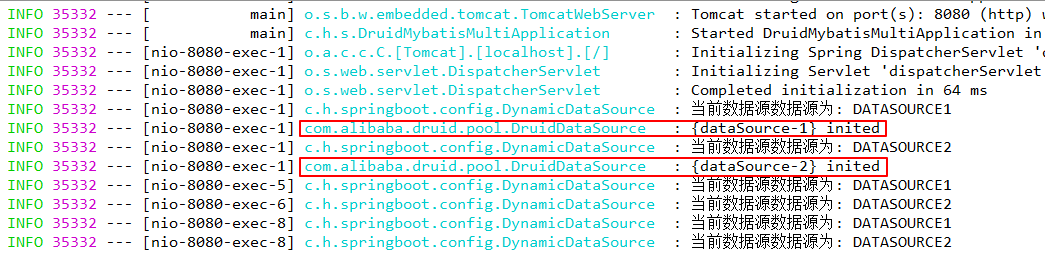 INFO 35332 --- [           main] o.s.b.w.embedded.tomcat.TomcatWebServer  : Tomcat started on port(s): 8080 (http) w
INFO 35332 --- [           main] c.h.s.DruidMybatisMultiApplication       : Started DruidMybatisMultiApplication in
INFO 35332 --- [nio-8080-exec-1] o.a.c.c.C.[Tomcat].[localhost].[/]       : Initializing Spring DispatcherServlet 'd
INFO 35332 --- [nio-8080-exec-1] o.s.web.servlet.DispatcherServlet        : Initializing Servlet 'dispatcherServlet
INFO 35332 --- [nio-8080-exec-1] o.s.web.servlet.DispatcherServlet        : Completed initialization in 64 ms
INFO 35332 --- [nio-8080-exec-1] c.h.springboot.config.DynamicDataSource  : 当前数据源数据源为: DATASOURCE1
INFO 35332 --- [nio-8080-exec-1] com.alibaba.druid.pool.DruidDataSource   : {dataSource-1} inited
INFO 35332 --- [nio-8080-exec-1] c.h.springboot.config.DynamicDataSource  : 当前数据源数据源为: DATASOURCE2
INFO 35332 --- [nio-8080-exec-1] com.alibaba.druid.pool.DruidDataSource   : {dataSource-2} inited
INFO 35332 --- [nio-8080-exec-5] c.h.springboot.config.DynamicDataSource  : 当前数据源数据源为: DATASOURCE1
INFO 35332 --- [nio-8080-exec-6] c.h.springboot.config.DynamicDataSource  : 当前数据源数据源为: DATASOURCE2
INFO 35332 --- [nio-8080-exec-8] c.h.springboot.config.DynamicDataSource  : 当前数据源数据源为: DATASOURCE1
INFO 35332 --- [nio-8080-exec-8] c.h.springboot.config.DynamicDataSource  : 当前数据源数据源为: DATASOURCE2